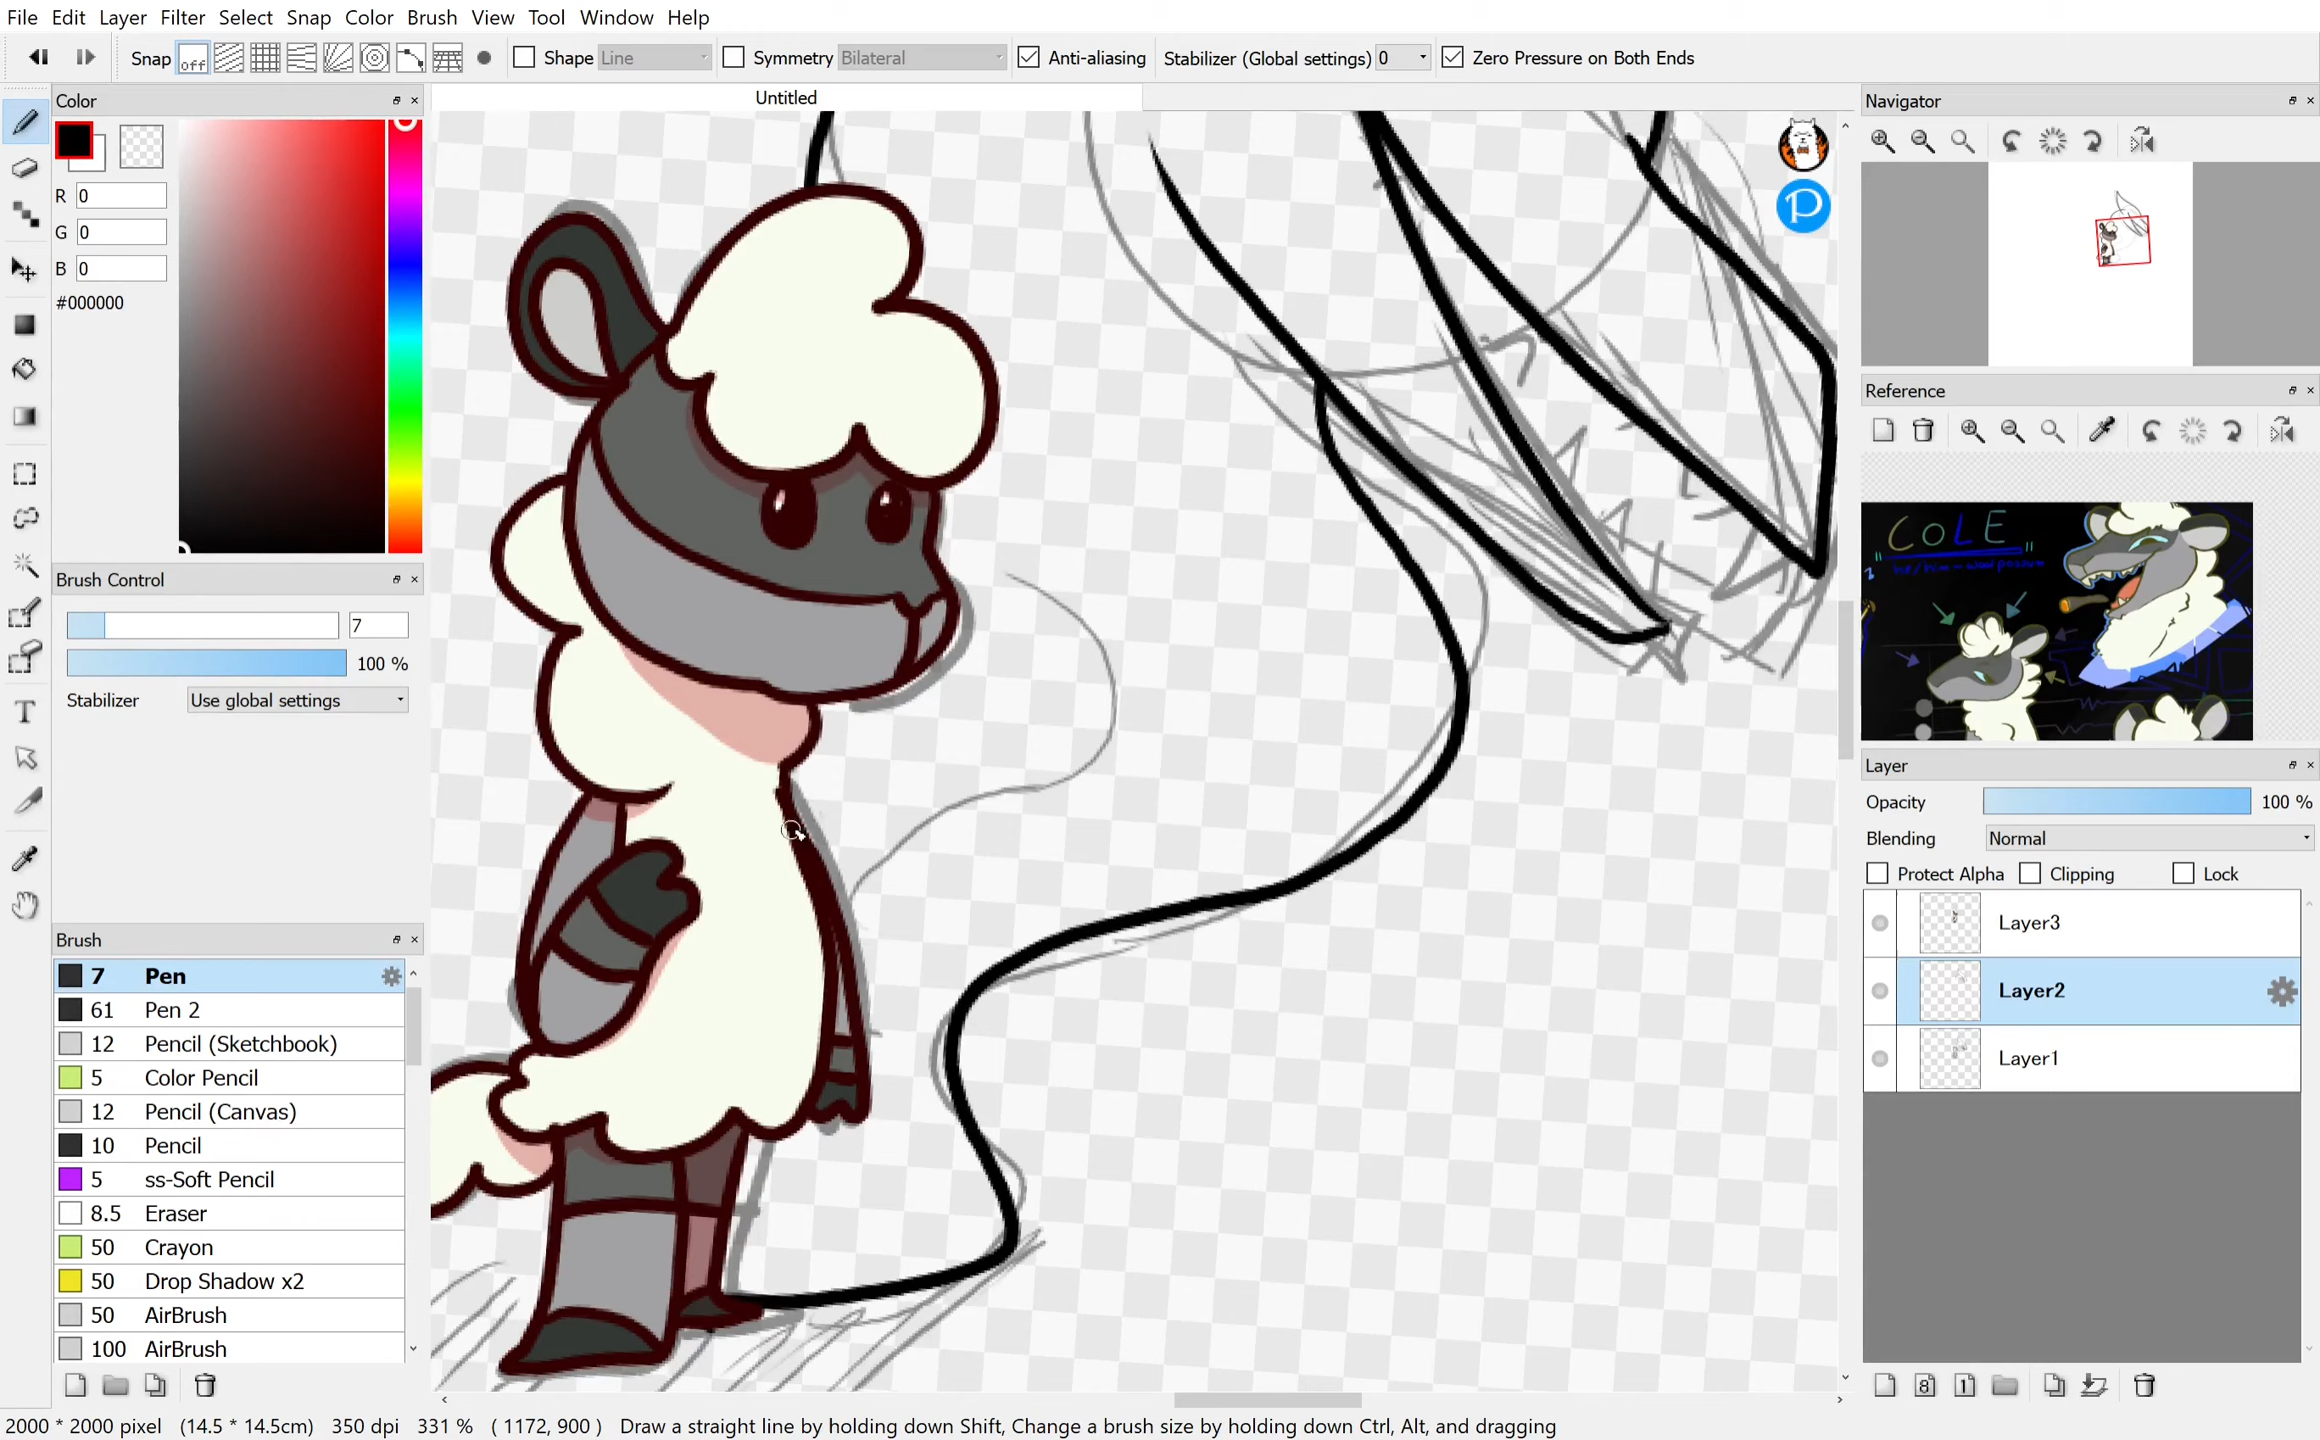 File Edit Layer Filter Select Snap Color Brush View Tool Window Help
Snap off Shape Line Symmetry Bilateral Anti-aliasing Stabilizer (Global settings) 0 Zero Pressure on Both Ends
Color
Untitled
Navigator
R 0
G 0
B 0
#000000
Reference
"COLE"
Brush Control
7
100 %
Stabilizer Use global settings
Layer
Opacity 100 %
Blending Normal
Protect Alpha Clipping Lock
Layer3
Layer2
Layer1
Brush
7 Pen
61 Pen 2
12 Pencil (Sketchbook)
5 Color Pencil
12 Pencil (Canvas)
10 Pencil
5 ss-Soft Pencil
8.5 Eraser
50 Crayon
50 Drop Shadow x2
50 AirBrush
100 AirBrush
8 1
2000 * 2000 pixel (14.5 * 14.5cm) 350 dpi 331 % ( 1172, 900 ) Draw a straight line by holding down Shift, Change a brush size by holding down Ctrl, Alt, and dragging